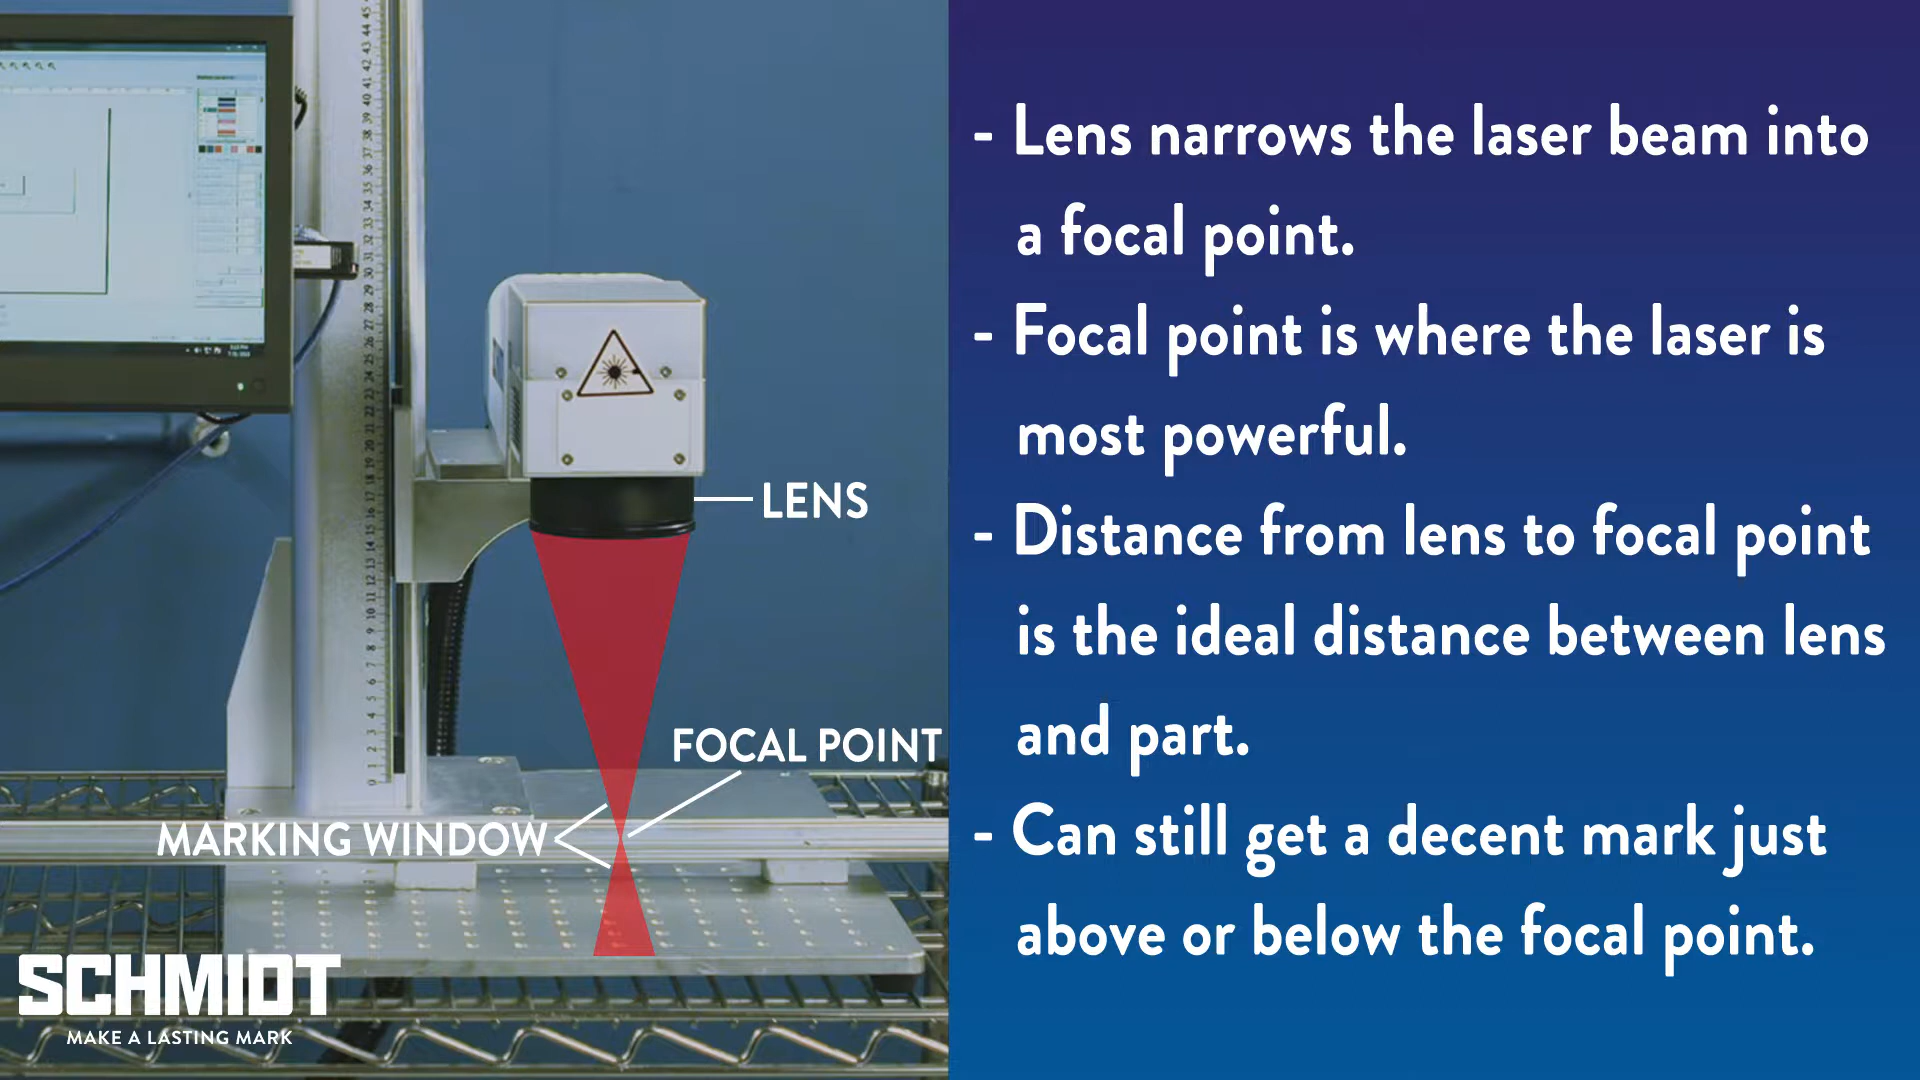 - Lens narrows the laser beam into
a focal point.
- Focal point is where the laser is
most powerful.
- Distance from lens to focal point
is the ideal distance between lens
and part.
- Can still get a decent mark just
above or below the focal point.
LENS
FOCAL POINT
MARKING WINDOW
SCHMIDT
MAKE A LASTING MARK